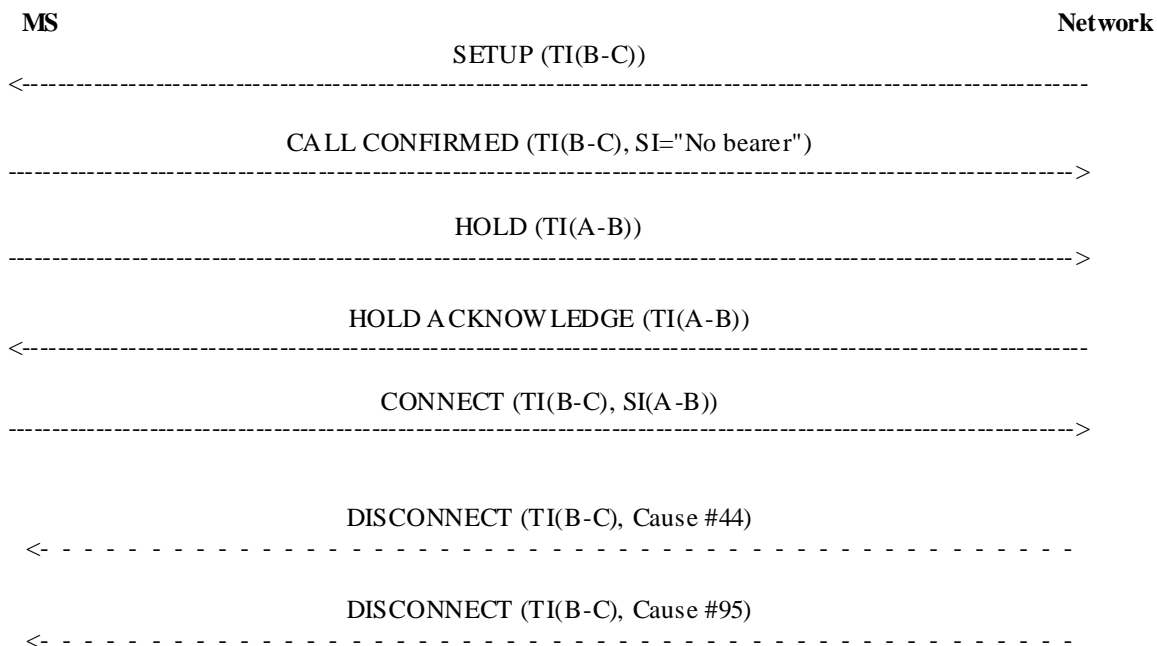 MS Network
SETUP (TI(B-C))
CALL CONFIRMED (TI(B-C), SI="No bearer")
HOLD (TI(A-B))
HOLD ACKNOWLEDGE (TI(A-B))
CONNECT (TI(B-C), SI(A-B))
DISCONNECT (TI(B-C), Cause #44)
DISCONNECT (TI(B-C), Cause #95)